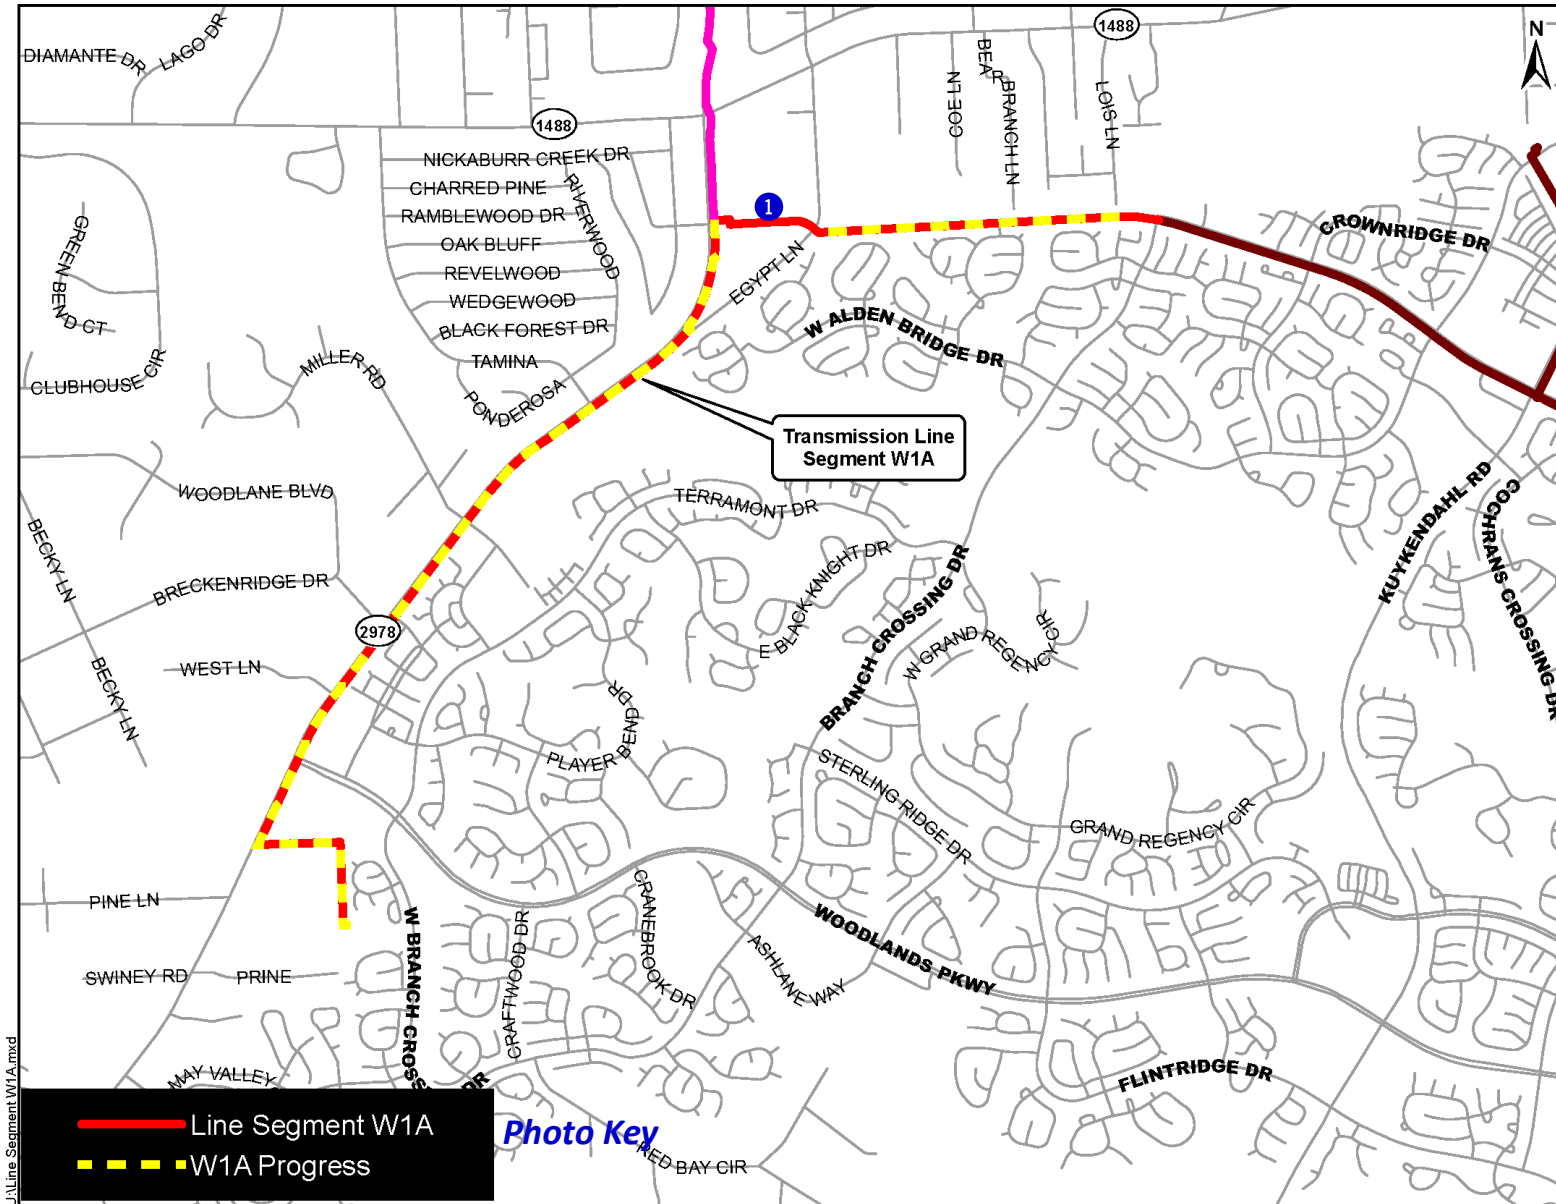 DIAMANTE DR
LAGO DR
1488
1488
N
BEAR BRANCH LN
COE LN
LOIS LN
NICKABURR CREEK DR
CHARRED PINE
RAMBLEWOOD DR
OAK BLUFF
REVELWOOD
WEDGEWOOD
BLACK FOREST DR
TAMINA
PONDEROSA
RIVERWOOD
1
EGYPT LN
CROWNRIDGE DR
GREEN BEND CT
CLUBHOUSE CIR
MILLER RD
W ALDEN BRIDGE DR
Transmission Line
Segment W1A
WOODLANE BLVD
TERRAMONT DR
KUYKENDAHL RD
COCHRANS CROSSING DR
BECKY LN
BRECKENRIDGE DR
E BLACK KNIGHT DR
BRANCH CROSSING DR
W GRAND REGENCY CIR
2978
WEST LN
BECKY LN
PLAYER BEND DR
STERLING RIDGE DR
GRAND REGENCY CIR
PINE LN
W BRANCH CROSS
DR
CRANEBROOK DR
CRAFTWOOD DR
ASHLANE WAY
WOODLANDS PKWY
SWINEY RD
PRINE
MAY VALLEY
FLINTRIDGE DR
RED BAY CIR
Line Segment W1A
W1A Progress
Photo Key
J:\Line Segment W1A.mxd